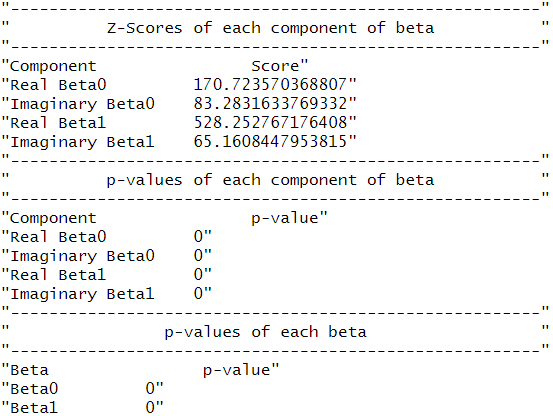 "-------------------------------------------------------"
"          Z-Scores of each component of beta           "
"-------------------------------------------------------"
"Component                Score"
"Real Beta0         170.723570368807"
"Imaginary Beta0    83.2831633769332"
"Real Beta1         528.252767176408"
"Imaginary Beta1    65.1608447953815"
"-------------------------------------------------------"
"          p-values of each component of beta           "
"-------------------------------------------------------"
"Component                p-value"
"Real Beta0         0"
"Imaginary Beta0    0"
"Real Beta1         0"
"Imaginary Beta1    0"
"-------------------------------------------------------"
"                p-values of each beta                  "
"-------------------------------------------------------"
"Beta                p-value"
"Beta0         0"
"Beta1         0"